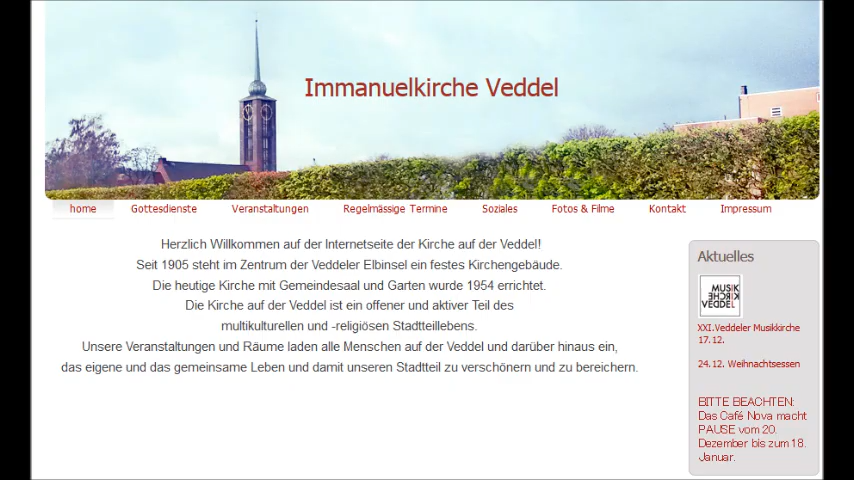 Immanuelkirche Veddel
home Gottesdienste Veranstaltungen Regelmässige Termine Soziales Fotos & Filme Kontakt Impressum
Herzlich Willkommen auf der Internetseite der Kirche auf der Veddel!
Seit 1905 steht im Zentrum der Veddeler Elbinsel ein festes Kirchengebäude.
Die heutige Kirche mit Gemeindesaal und Garten wurde 1954 errichtet.
Die Kirche auf der Veddel ist ein offener und aktiver Teil des
multikulturellen und -religiösen Stadtteillebens.
Unsere Veranstaltungen und Räume laden alle Menschen auf der Veddel und darüber hinaus ein,
das eigene und das gemeinsame Leben und damit unseren Stadtteil zu verschönern und zu bereichern.
Aktuelles
MUSIK
KIRCHE
VEDDEL
XXI.Veddeler Musikkirche
17.12.
24.12. Weihnachtsessen
BITTE BEACHTEN:
Das Café Nova macht
PAUSE vom 20.
Dezember bis zum 18.
Januar.